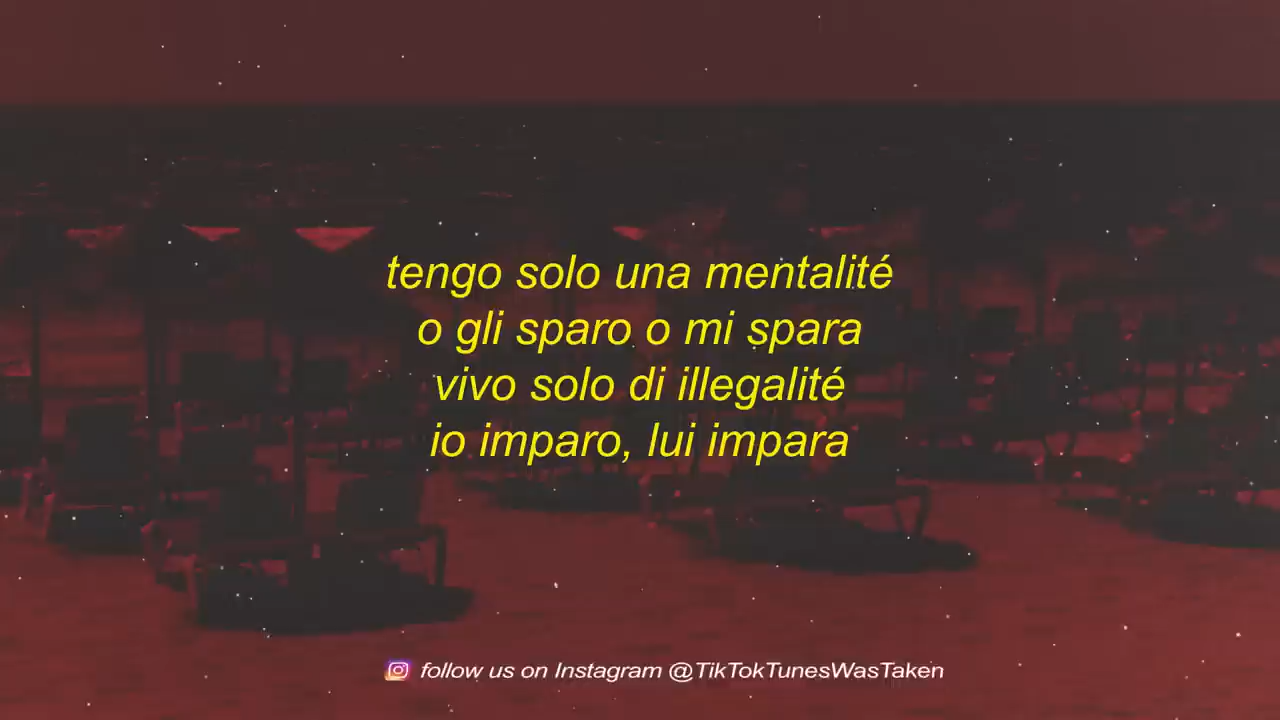 tengo solo una mentalité
o gli sparo o mi spara
vivo solo di illegalité
io imparo, lui impara
follow us on Instagram @TikTokTunesWasTaken